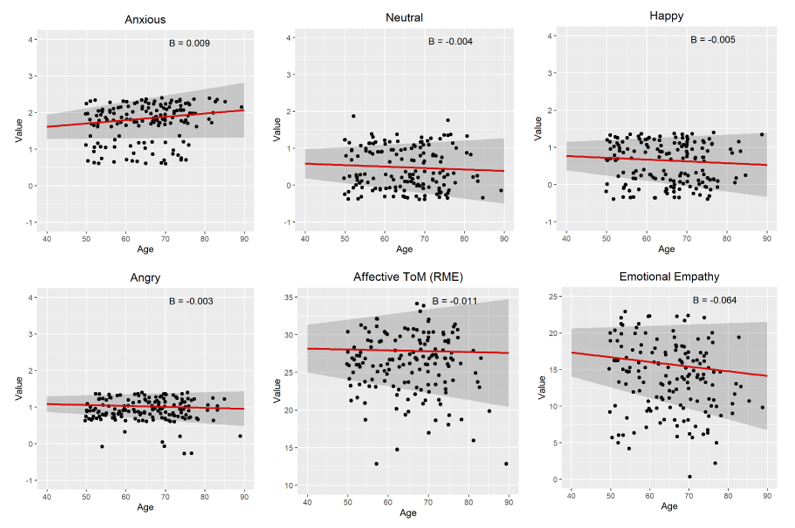 Anxious
B = 0.009
4
3
2
1
0
-1
Value
40 50 60 70 80 90
Age
Neutral
B = -0.004
4
3
2
1
0
-1
Value
40 50 60 70 80 90
Age
Happy
B = -0.005
4
3
2
1
0
-1
Value
40 50 60 70 80 90
Age
Angry
B = -0.003
4
3
2
1
0
-1
Value
40 50 60 70 80 90
Age
Affective ToM (RME)
B = -0.011
35
30
25
20
15
10
Value
40 50 60 70 80 90
Age
Emotional Empathy
B = -0.064
25
20
15
10
5
0
Value
40 50 60 70 80 90
Age